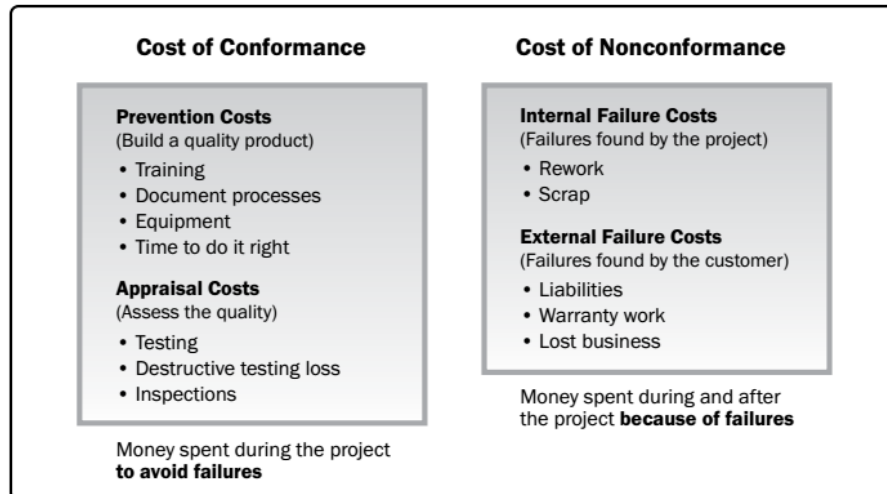 Cost of Conformance
Prevention Costs
(Build a quality product)
• Training
• Document processes
• Equipment
• Time to do it right
Appraisal Costs
(Assess the quality)
• Testing
• Destructive testing loss
• Inspections
Money spent during the project
to avoid failures
Cost of Nonconformance
Internal Failure Costs
(Failures found by the project)
• Rework
• Scrap
External Failure Costs
(Failures found by the customer)
• Liabilities
• Warranty work
• Lost business
Money spent during and after
the project because of failures